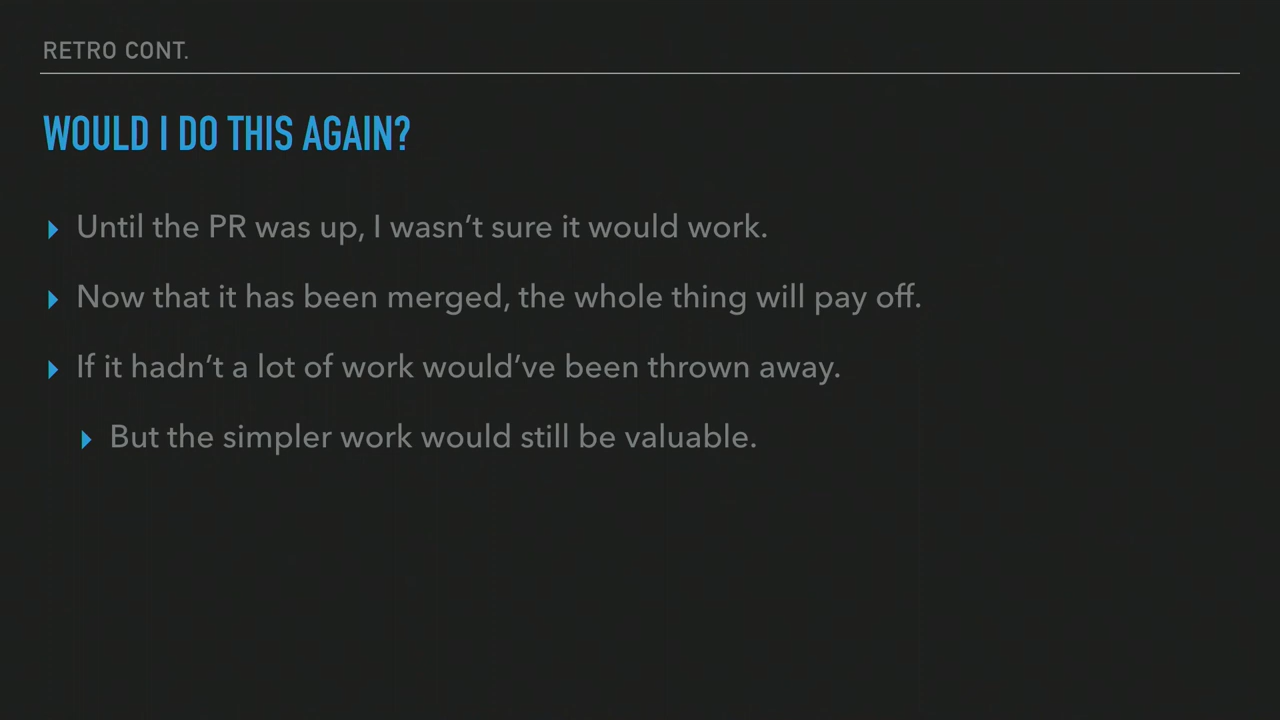 RETRO CONT.
WOULD I DO THIS AGAIN?
Until the PR was up, I wasn’t sure it would work.
Now that it has been merged, the whole thing will pay off.
If it hadn’t a lot of work would’ve been thrown away.
But the simpler work would still be valuable.